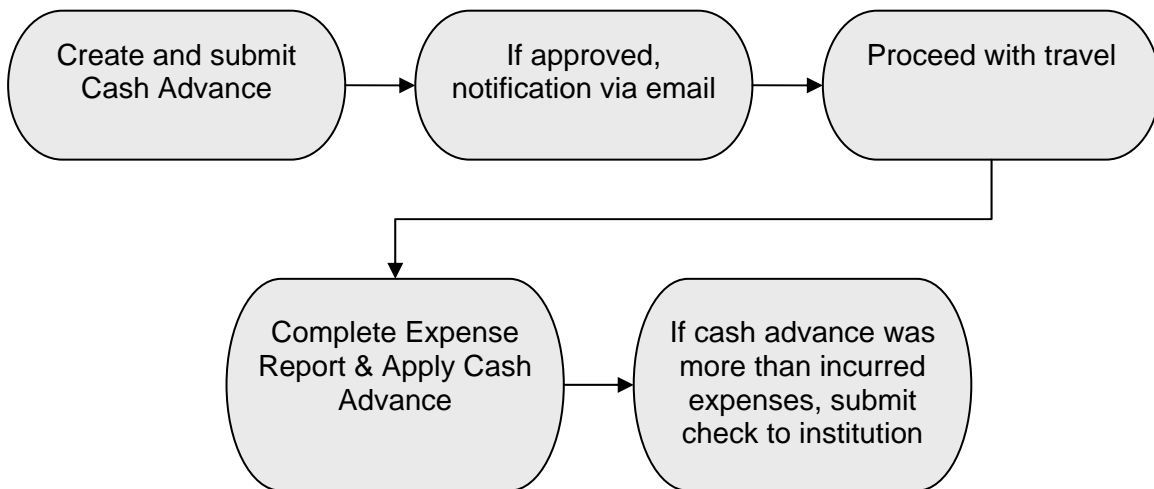 Create and submit
Cash Advance
If approved,
notification via email
Proceed with travel
Complete Expense
Report & Apply Cash
Advance
If cash advance was
more than incurred
expenses, submit
check to institution